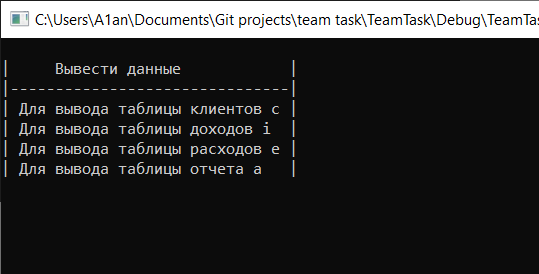 C:\Users\A1an\Documents\Git projects\team task\TeamTask\Debug\TeamTas
|     Вывести данные            |
|-------------------------------|
| Для вывода таблицы клиентов c |
| Для вывода таблицы доходов i  |
| Для вывода таблицы расходов e |
| Для вывода таблицы отчета a   |